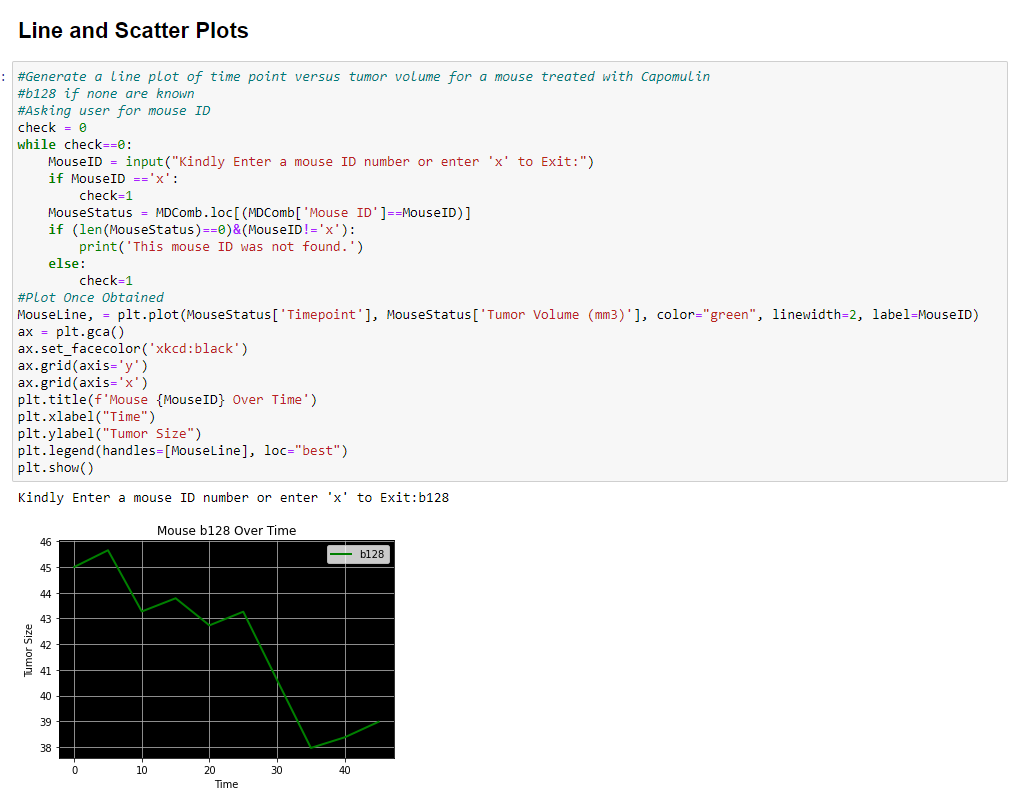 Line and Scatter Plots
:
#Generate a line plot of time point versus tumor volume for a mouse treated with Capomulin
#b128 if none are known
#Asking user for mouse ID
check = 0
while check==0:
    MouseID = input("Kindly Enter a mouse ID number or enter 'x' to Exit:")
    if MouseID =='x':
        check=1
    MouseStatus = MDComb.loc[(MDComb['Mouse ID']==MouseID)]
    if (len(MouseStatus)==0)&(MouseID!='x'):
        print('This mouse ID was not found.')
    else:
        check=1
#Plot Once Obtained
MouseLine, = plt.plot(MouseStatus['Timepoint'], MouseStatus['Tumor Volume (mm3)'], color="green", linewidth=2, label=MouseID)
ax = plt.gca()
ax.set_facecolor('xkcd:black')
ax.grid(axis='y')
ax.grid(axis='x')
plt.title(f'Mouse {MouseID} Over Time')
plt.xlabel("Time")
plt.ylabel("Tumor Size")
plt.legend(handles=[MouseLine], loc="best")
plt.show()
Kindly Enter a mouse ID number or enter 'x' to Exit:b128
Mouse b128 Over Time
b128
46
45
44
43
42
41
40
39
38
Tumor Size
0 10 20 30 40
Time